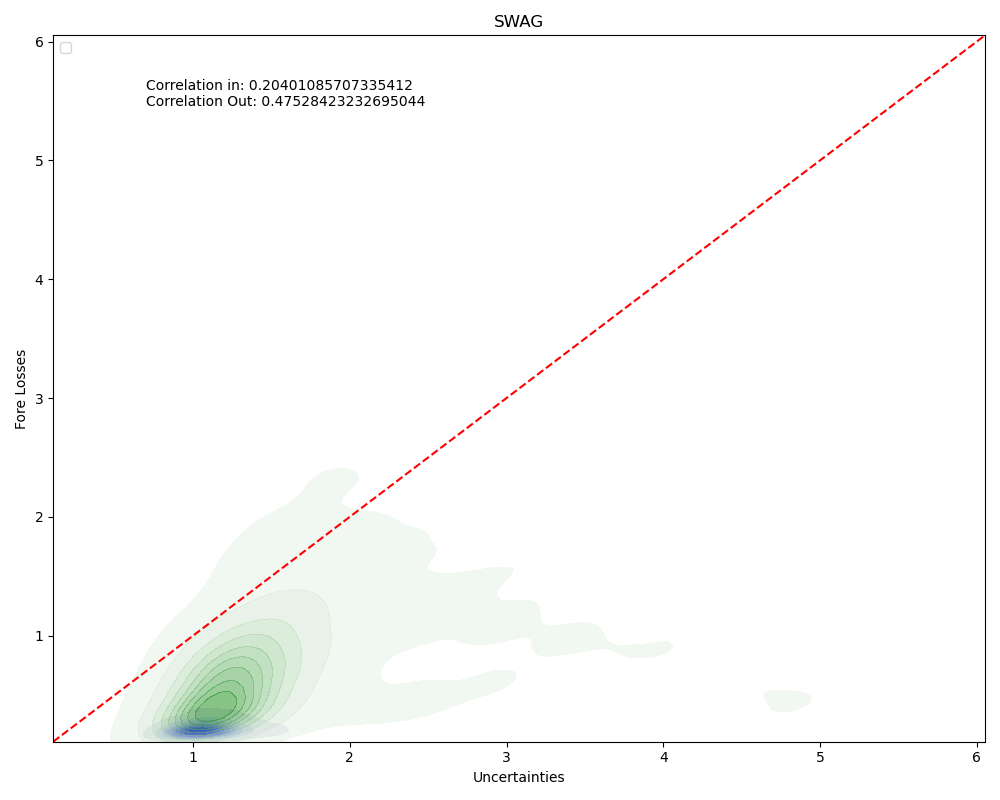 SWAG
6
Correlation in: 0.20401085707335412
Correlation Out: 0.47528423232695044
5
4
3
2
1
Fore Losses
1 2 3 4 5 6
Uncertainties